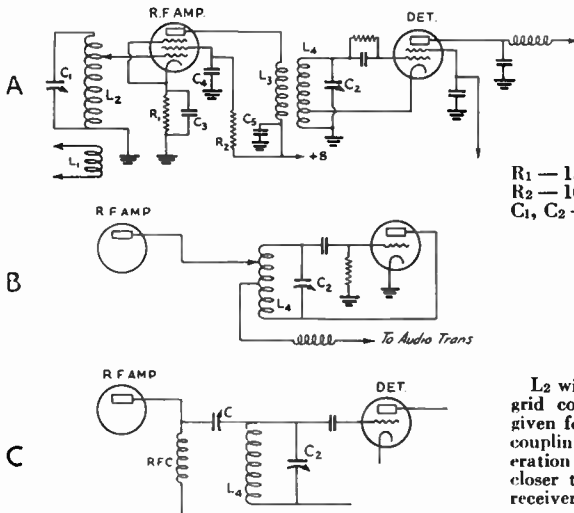 R.F. AMP.
DET.
A
C1
L2
L1
R1
C3
C4
R2
C5
L3
L4
C2
+B
R1 — 1
R2 — 1
C1, C2
R.F AMP
B
C2
L4
To Audio Trans
R.F AMP.
DET.
C
C
C2
RFC
L4
L2 wi
grid co
given fo
couplin
eration
closer t
receiver